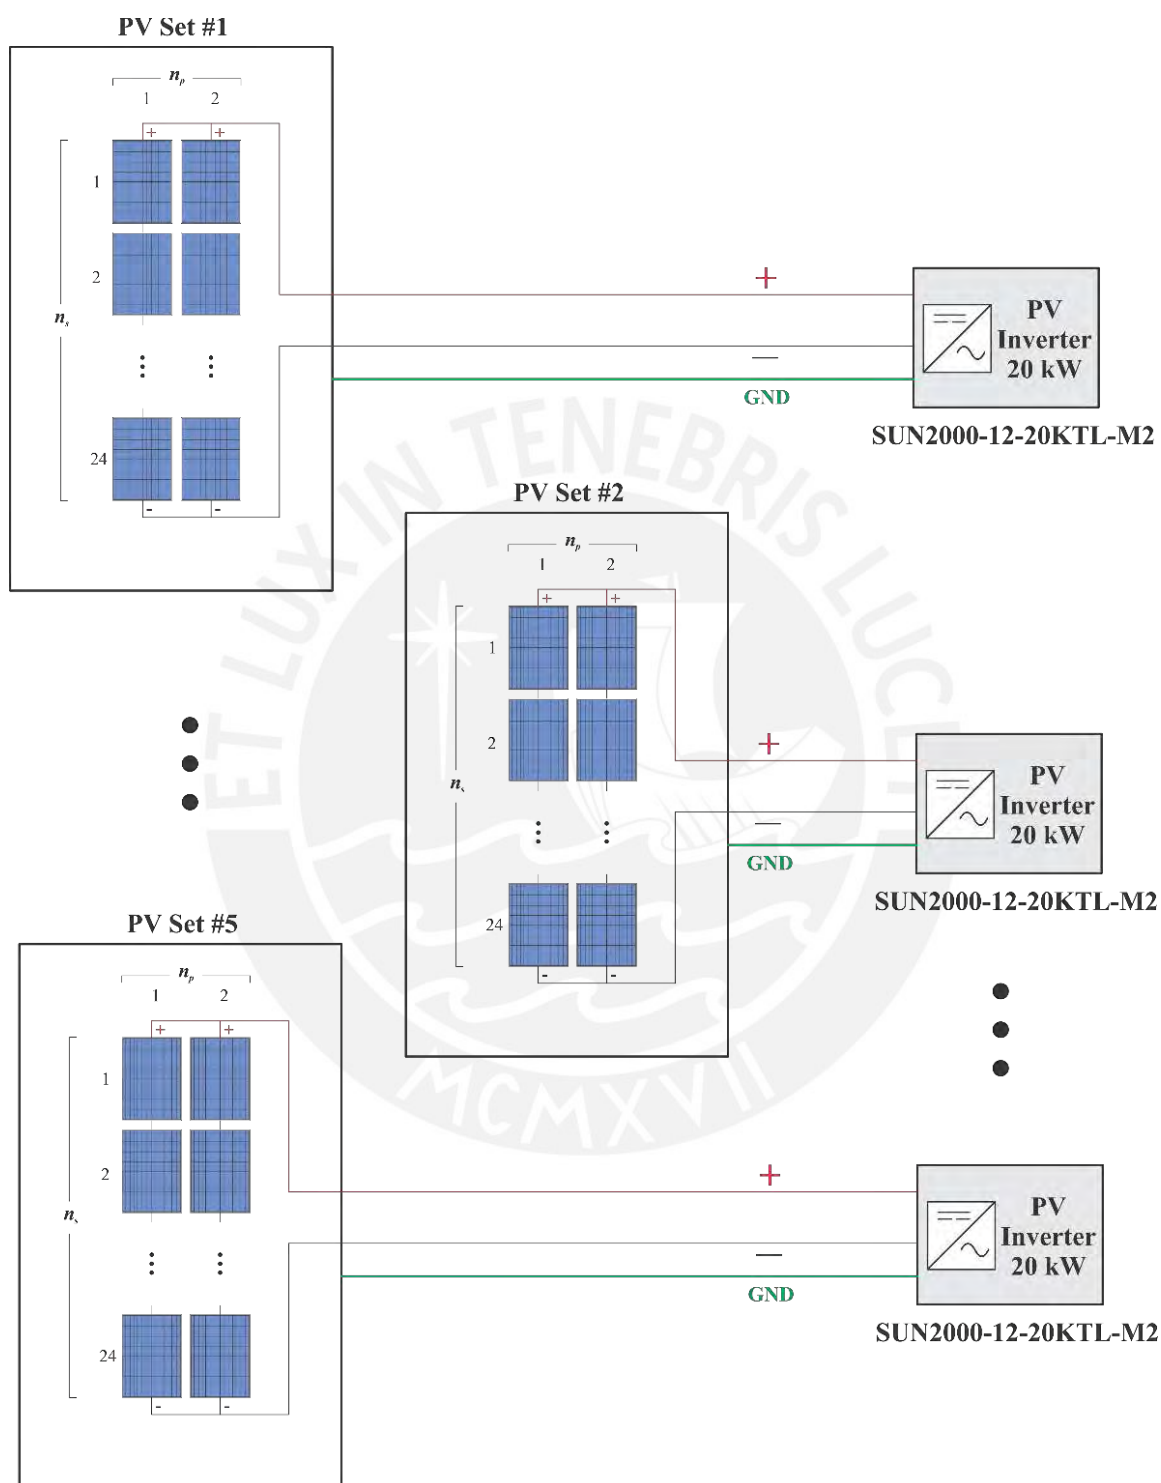 PV Set #1
n_p
1 2
+ +
1
2
n_s
24
- -
+
—
GND
PV
Inverter
20 kW
SUN2000-12-20KTL-M2
PV Set #2
n_p
1 2
+ +
1
2
n_s
24
- -
+
—
GND
PV
Inverter
20 kW
SUN2000-12-20KTL-M2
PV Set #5
n_p
1 2
+ +
1
2
n_s
24
- -
+
—
GND
PV
Inverter
20 kW
SUN2000-12-20KTL-M2
ET LUX IN TENEBRIS LUCET
MCMXVII